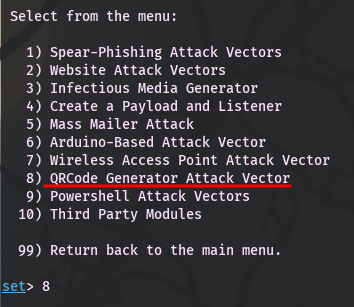 Select from the menu:
1) Spear-Phishing Attack Vectors
2) Website Attack Vectors
3) Infectious Media Generator
4) Create a Payload and Listener
5) Mass Mailer Attack
6) Arduino-Based Attack Vector
7) Wireless Access Point Attack Vector
8) QRCode Generator Attack Vector
9) Powershell Attack Vectors
10) Third Party Modules
99) Return back to the main menu.
set> 8